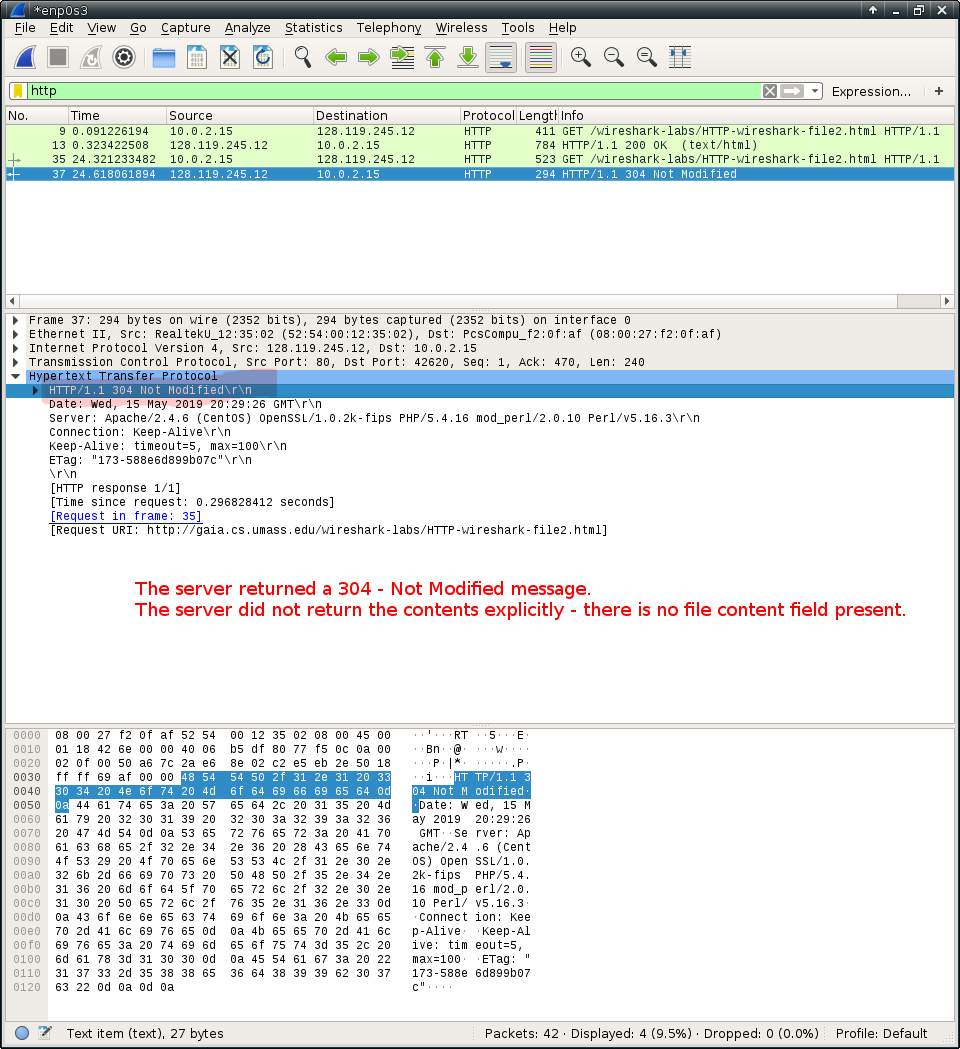 *enp0s3
File Edit View Go Capture Analyze Statistics Telephony Wireless Tools Help
http Expression... +
No. Time Source Destination Protocol Length Info
9 0.091226194 10.0.2.15 128.119.245.12 HTTP 411 GET /wireshark-labs/HTTP-wireshark-file2.html HTTP/1.1
13 0.323422508 128.119.245.12 10.0.2.15 HTTP 784 HTTP/1.1 200 OK (text/html)
35 24.321233482 10.0.2.15 128.119.245.12 HTTP 523 GET /wireshark-labs/HTTP-wireshark-file2.html HTTP/1.1
37 24.618061894 128.119.245.12 10.0.2.15 HTTP 294 HTTP/1.1 304 Not Modified
Frame 37: 294 bytes on wire (2352 bits), 294 bytes captured (2352 bits) on interface 0
Ethernet II, Src: RealtekU_12:35:02 (52:54:00:12:35:02), Dst: PcsCompu_f2:0f:af (08:00:27:f2:0f:af)
Internet Protocol Version 4, Src: 128.119.245.12, Dst: 10.0.2.15
Transmission Control Protocol, Src Port: 80, Dst Port: 42620, Seq: 1, Ack: 470, Len: 240
Hypertext Transfer Protocol
HTTP/1.1 304 Not Modified\r\n
Date: Wed, 15 May 2019 20:29:26 GMT\r\n
Server: Apache/2.4.6 (CentOS) OpenSSL/1.0.2k-fips PHP/5.4.16 mod_perl/2.0.10 Perl/v5.16.3\r\n
Connection: Keep-Alive\r\n
Keep-Alive: timeout=5, max=100\r\n
ETag: "173-588e6d899b07c"\r\n
\r\n
[HTTP response 1/1]
[Time since request: 0.296828412 seconds]
[Request in frame: 35]
[Request URI: http://gaia.cs.umass.edu/wireshark-labs/HTTP-wireshark-file2.html]
The server returned a 304 - Not Modified message.
The server did not return the contents explicitly - there is no file content field present.
0000 08 00 27 f2 0f af 52 54 00 12 35 02 08 00 45 00 ··'···RT ··5···E·
0010 01 18 42 6e 00 00 40 06 b5 df 80 77 f5 0c 0a 00 ··Bn··@· ···w····
0020 02 0f 00 50 a6 7c 2a e6 8e 02 c2 e5 eb 2e 50 18 ···P·|*· ·····.P·
0030 ff ff 69 af 00 00 48 54 54 50 2f 31 2e 31 20 33 ··i···HT TP/1.1 3
0040 30 34 20 4e 6f 74 20 4d 6f 64 69 66 69 65 64 0d 04 Not M odified·
0050 0a 44 61 74 65 3a 20 57 65 64 2c 20 31 35 20 4d ·Date: W ed, 15 M
0060 61 79 20 32 30 31 39 20 32 30 3a 32 39 3a 32 36 ay 2019 20:29:26
0070 20 47 4d 54 0d 0a 53 65 72 76 65 72 3a 20 41 70 GMT··Se rver: Ap
0080 61 63 68 65 2f 32 2e 34 2e 36 20 28 43 65 6e 74 ache/2.4 .6 (Cent
0090 4f 53 29 20 4f 70 65 6e 53 53 4c 2f 31 2e 30 2e OS) Open SSL/1.0.
00a0 32 6b 2d 66 69 70 73 20 50 48 50 2f 35 2e 34 2e 2k-fips PHP/5.4.
00b0 31 36 20 6d 6f 64 5f 70 65 72 6c 2f 32 2e 30 2e 16 mod_p erl/2.0.
00c0 31 30 20 50 65 72 6c 2f 76 35 2e 31 36 2e 33 0d 10 Perl/ v5.16.3·
00d0 0a 43 6f 6e 6e 65 63 74 69 6f 6e 3a 20 4b 65 65 ·Connect ion: Kee
00e0 70 2d 41 6c 69 76 65 0d 0a 4b 65 65 70 2d 41 6c p-Alive· ·Keep-Al
00f0 69 76 65 3a 20 74 69 6d 65 6f 75 74 3d 35 2c 20 ive: tim eout=5,
0100 6d 61 78 3d 31 30 30 0d 0a 45 54 61 67 3a 20 22 max=100· ·ETag: "
0110 31 37 33 2d 35 38 38 65 36 64 38 39 39 62 30 37 173-588e 6d899b07
0120 63 22 0d 0a 0d 0a c"····
Text item (text), 27 bytes Packets: 42 · Displayed: 4 (9.5%) · Dropped: 0 (0.0%) Profile: Default